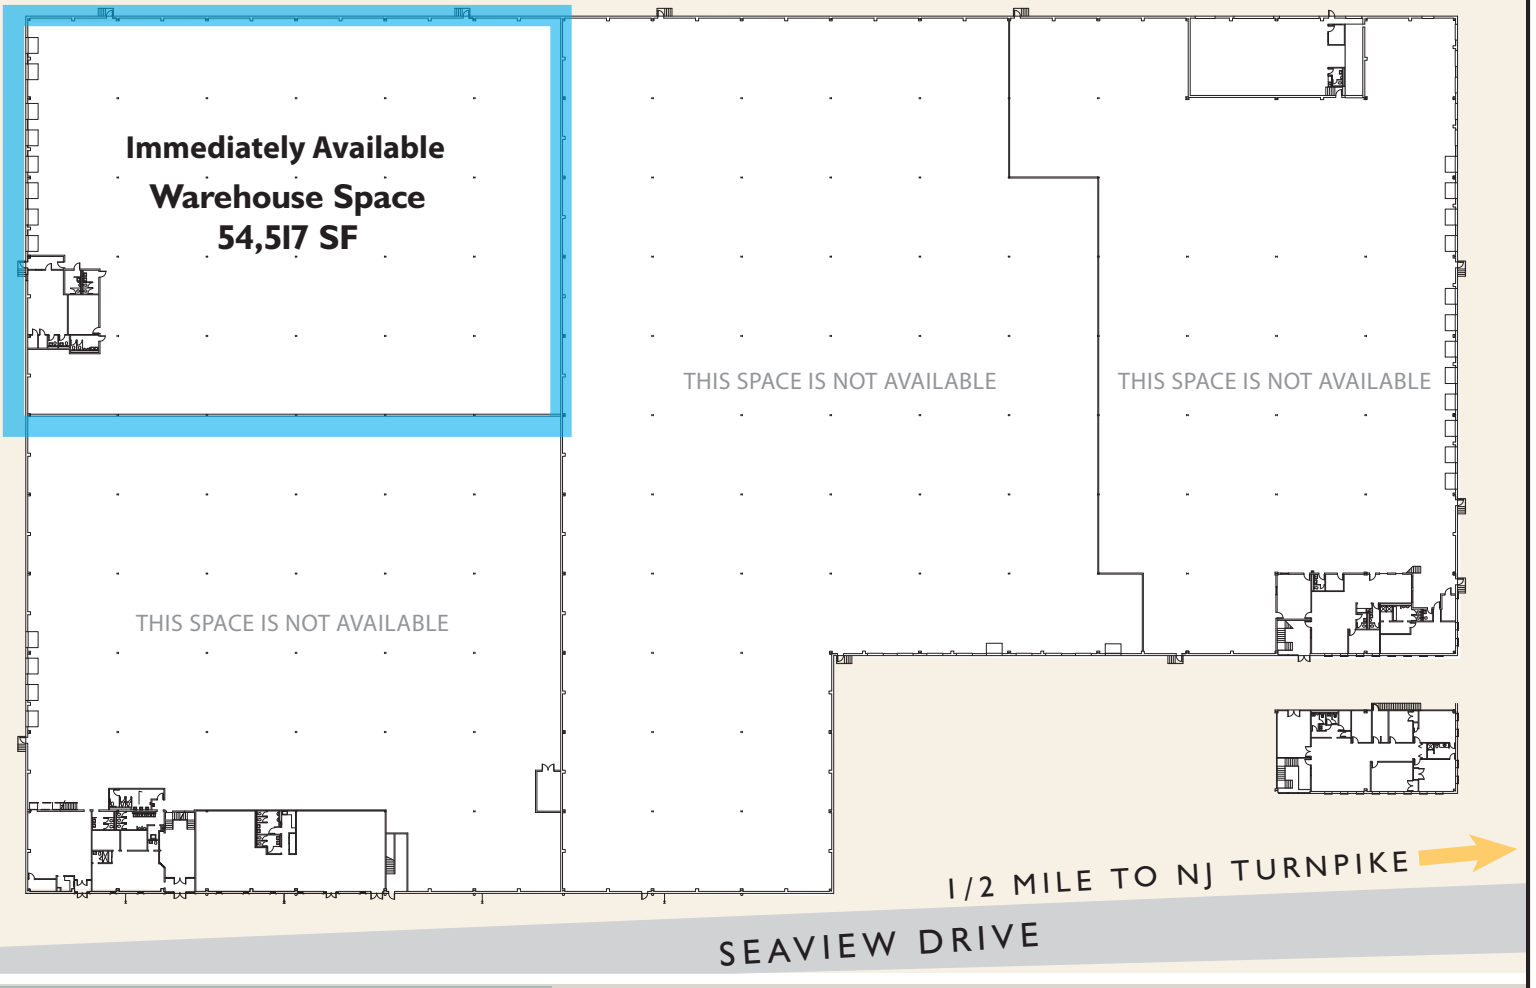 Immediately Available
Warehouse Space
54,517 SF
THIS SPACE IS NOT AVAILABLE
THIS SPACE IS NOT AVAILABLE
THIS SPACE IS NOT AVAILABLE
1/2 MILE TO NJ TURNPIKE
SEAVIEW DRIVE